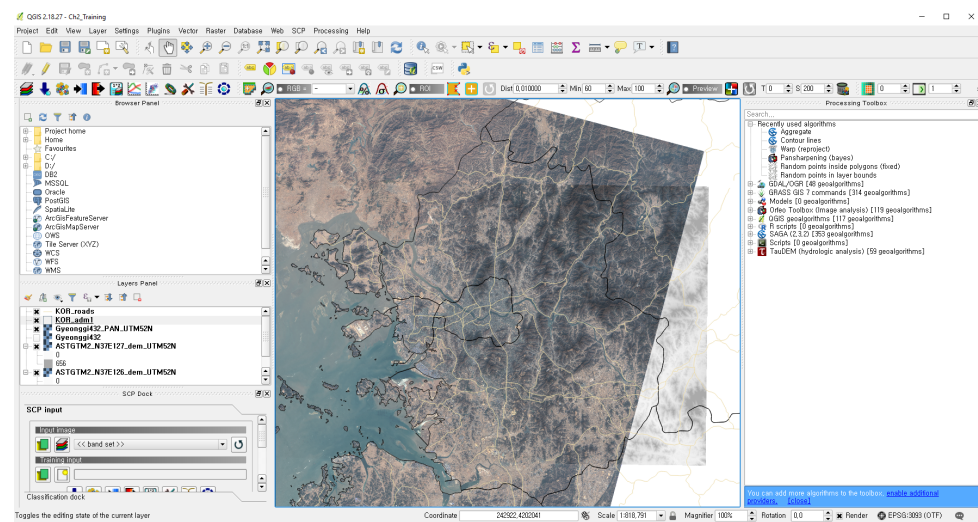 QGIS 2.18.27 - Ch2_Training
Project Edit View Layer Settings Plugins Vector Raster Database Web SCP Processing Help
CSW
RGB = - ROI Dist 0,010000 Min 60 Max 100 Preview T 0 S 200 0 1
Browser Panel
Project home
Home
Favourites
C:/
D:/
DB2
MSSQL
Oracle
PostGIS
SpatiaLite
ArcGisFeatureServer
ArcGisMapServer
OWS
Tile Server (XYZ)
WCS
WFS
WMS
Layers Panel
KOR_roads
KOR_adm1
Gyeonggi432_PAN_UTM52N
Gyeonggi432
ASTGTM2_N37E127_dem_UTM52N
0
656
ASTGTM2_N37E126_dem_UTM52N
0
SCP Dock
SCP input
Input image
<< band set >>
Training input
Classification dock
Processing Toolbox
Search...
Recently used algorithms
Aggregate
Contour lines
Warp (reproject)
Pansharpening (bayes)
Random points inside polygons (fixed)
Random points in layer bounds
GDAL/OGR [48 geoalgorithms]
GRASS GIS 7 commands [314 geoalgorithms]
Models [0 geoalgorithms]
Orfeo Toolbox (Image analysis) [119 geoalgorithms]
QGIS geoalgorithms [117 geoalgorithms]
R scripts [0 geoalgorithms]
SAGA (2,3,2) [353 geoalgorithms]
Scripts [0 geoalgorithms]
TauDEM (hydrologic analysis) [59 geoalgorithms]
You can add more algorithms to the toolbox, enable additional
providers, [close]
Toggles the editing state of the current layer Coordinate 242922,4202041 Scale 1:618,791 Magnifier 100% Rotation 0,0 Render EPSG:3093 (OTF)